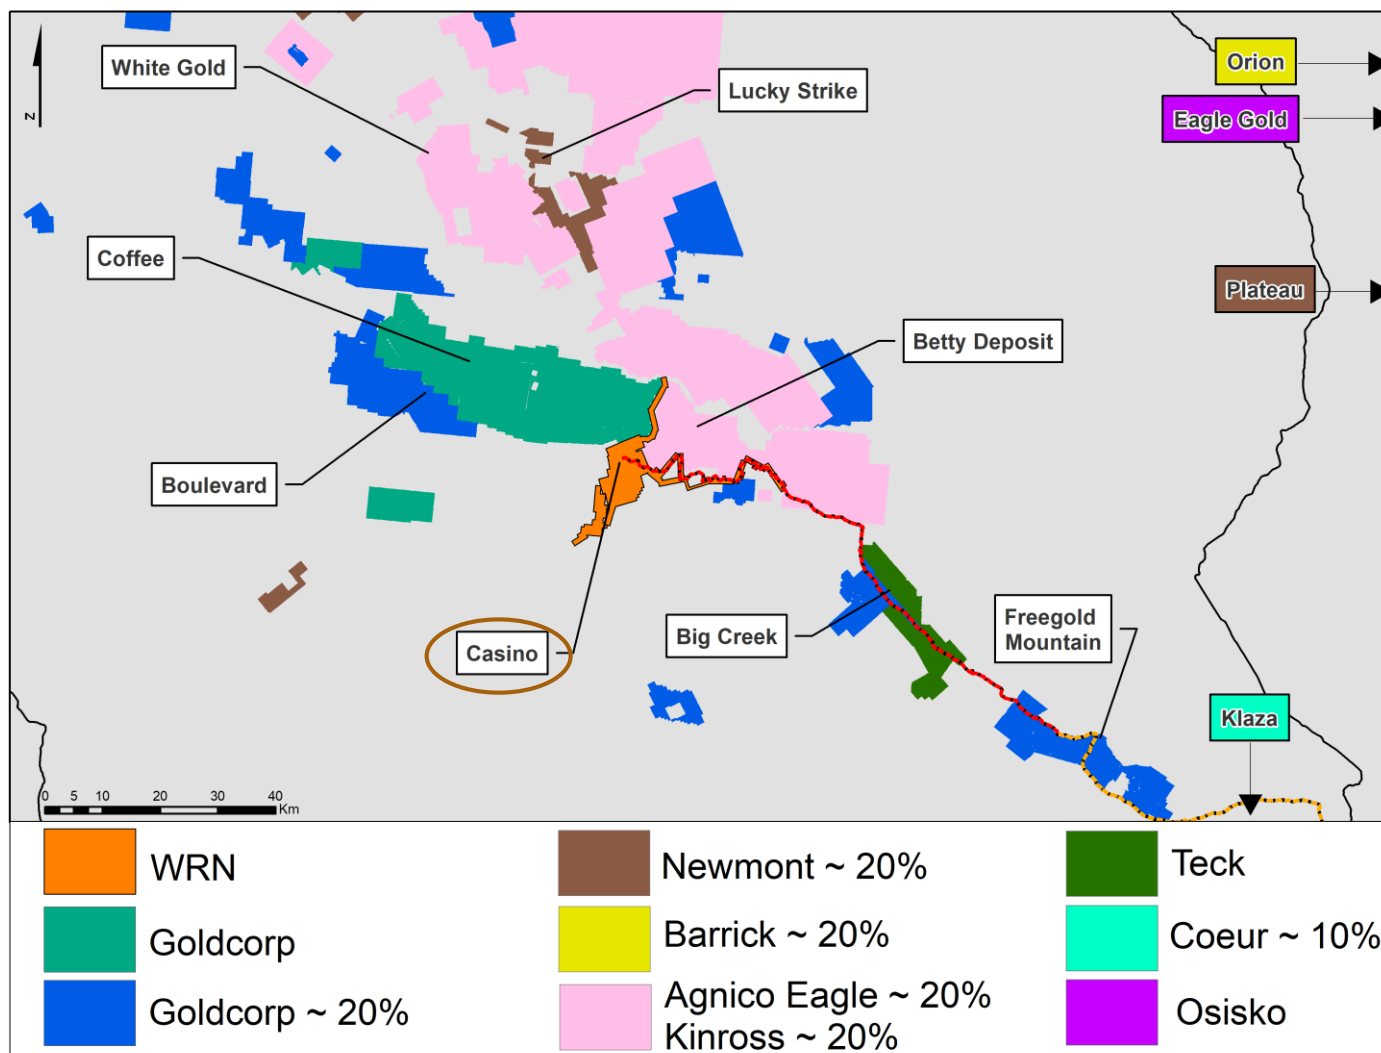 White Gold
Lucky Strike
Orion
Eagle Gold
N
Coffee
Plateau
Betty Deposit
Boulevard
Casino
Big Creek
Freegold
Mountain
Klaza
0 5 10 20 30 40
Km
WRN
Goldcorp
Goldcorp ~ 20%
Newmont ~ 20%
Barrick ~ 20%
Agnico Eagle ~ 20%
Kinross ~ 20%
Teck
Coeur ~ 10%
Osisko